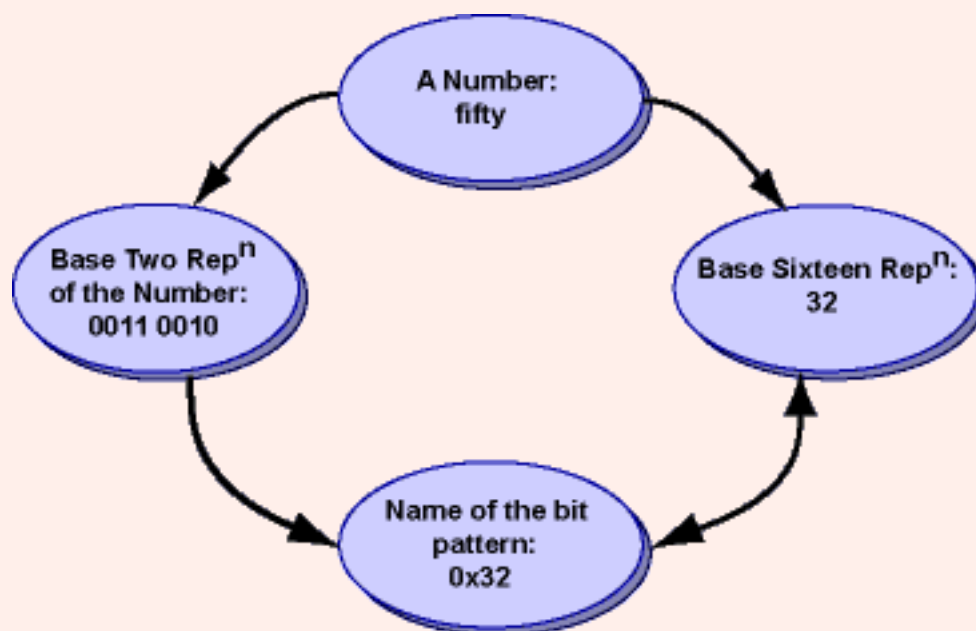 A Number:
fifty
Base Two Repⁿ
of the Number:
0011 0010
Base Sixteen Repⁿ:
32
Name of the bit
pattern:
0x32